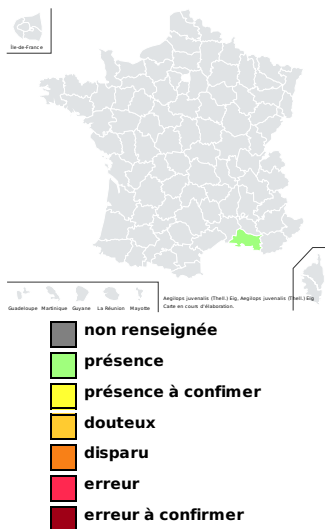 Île-de-France
Guadeloupe Martinique Guyane La Réunion Mayotte
Aegilops juvenalis (Thell.) Eig, Aegilops juvenalis (Thell.) Eig
Carte en cours d'élaboration.
non renseignée
présence
présence à confimer
douteux
disparu
erreur
erreur à confirmer